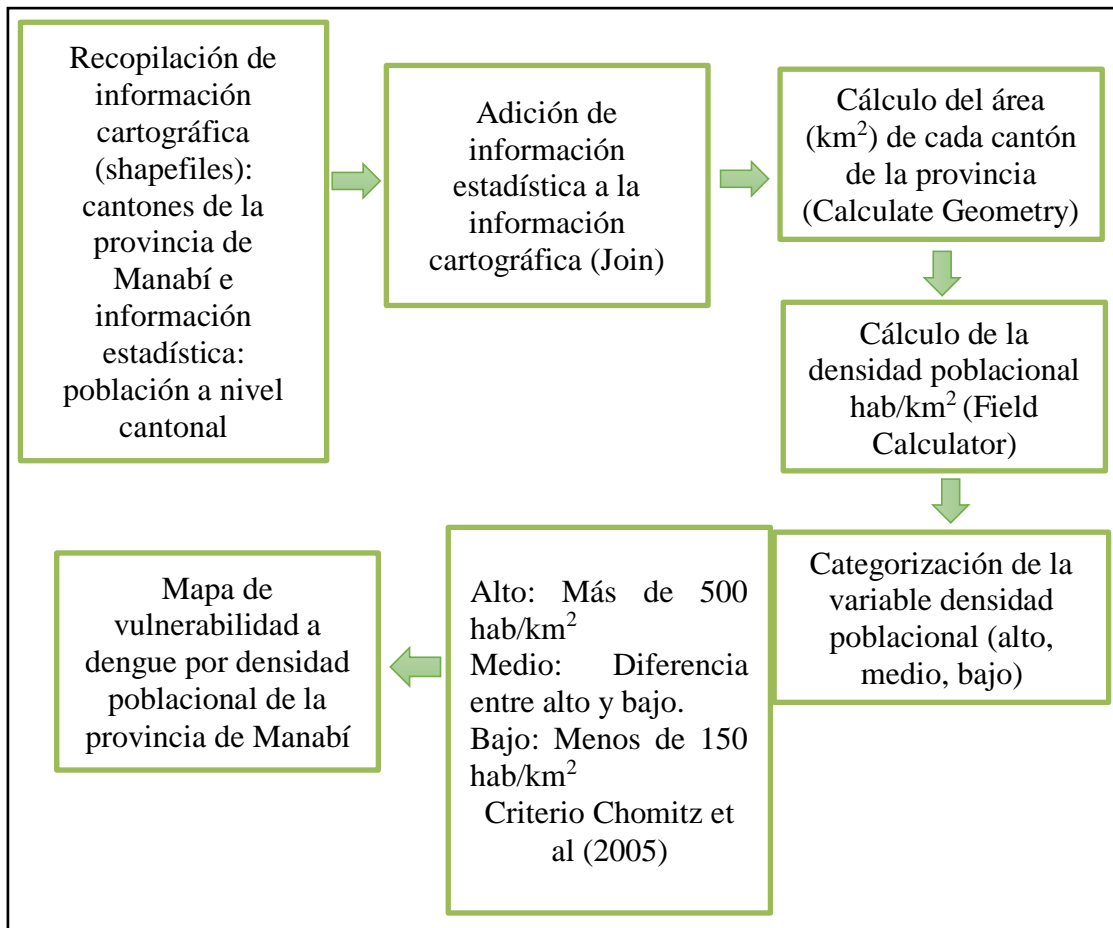 Recopilación de
información
cartográfica
(shapefiles):
cantones de la
provincia de
Manabí e
información
estadística:
población a nivel
cantonal
Adición de
información
estadística a la
información
cartográfica (Join)
Cálculo del área
(km²) de cada cantón
de la provincia
(Calculate Geometry)
Cálculo de la
densidad poblacional
hab/km² (Field
Calculator)
Categorización de la
variable densidad
poblacional (alto,
medio, bajo)
Alto: Más de 500
hab/km²
Medio: Diferencia
entre alto y bajo.
Bajo: Menos de 150
hab/km²
Criterio Chomitz et
al (2005)
Mapa de
vulnerabilidad a
dengue por densidad
poblacional de la
provincia de Manabí